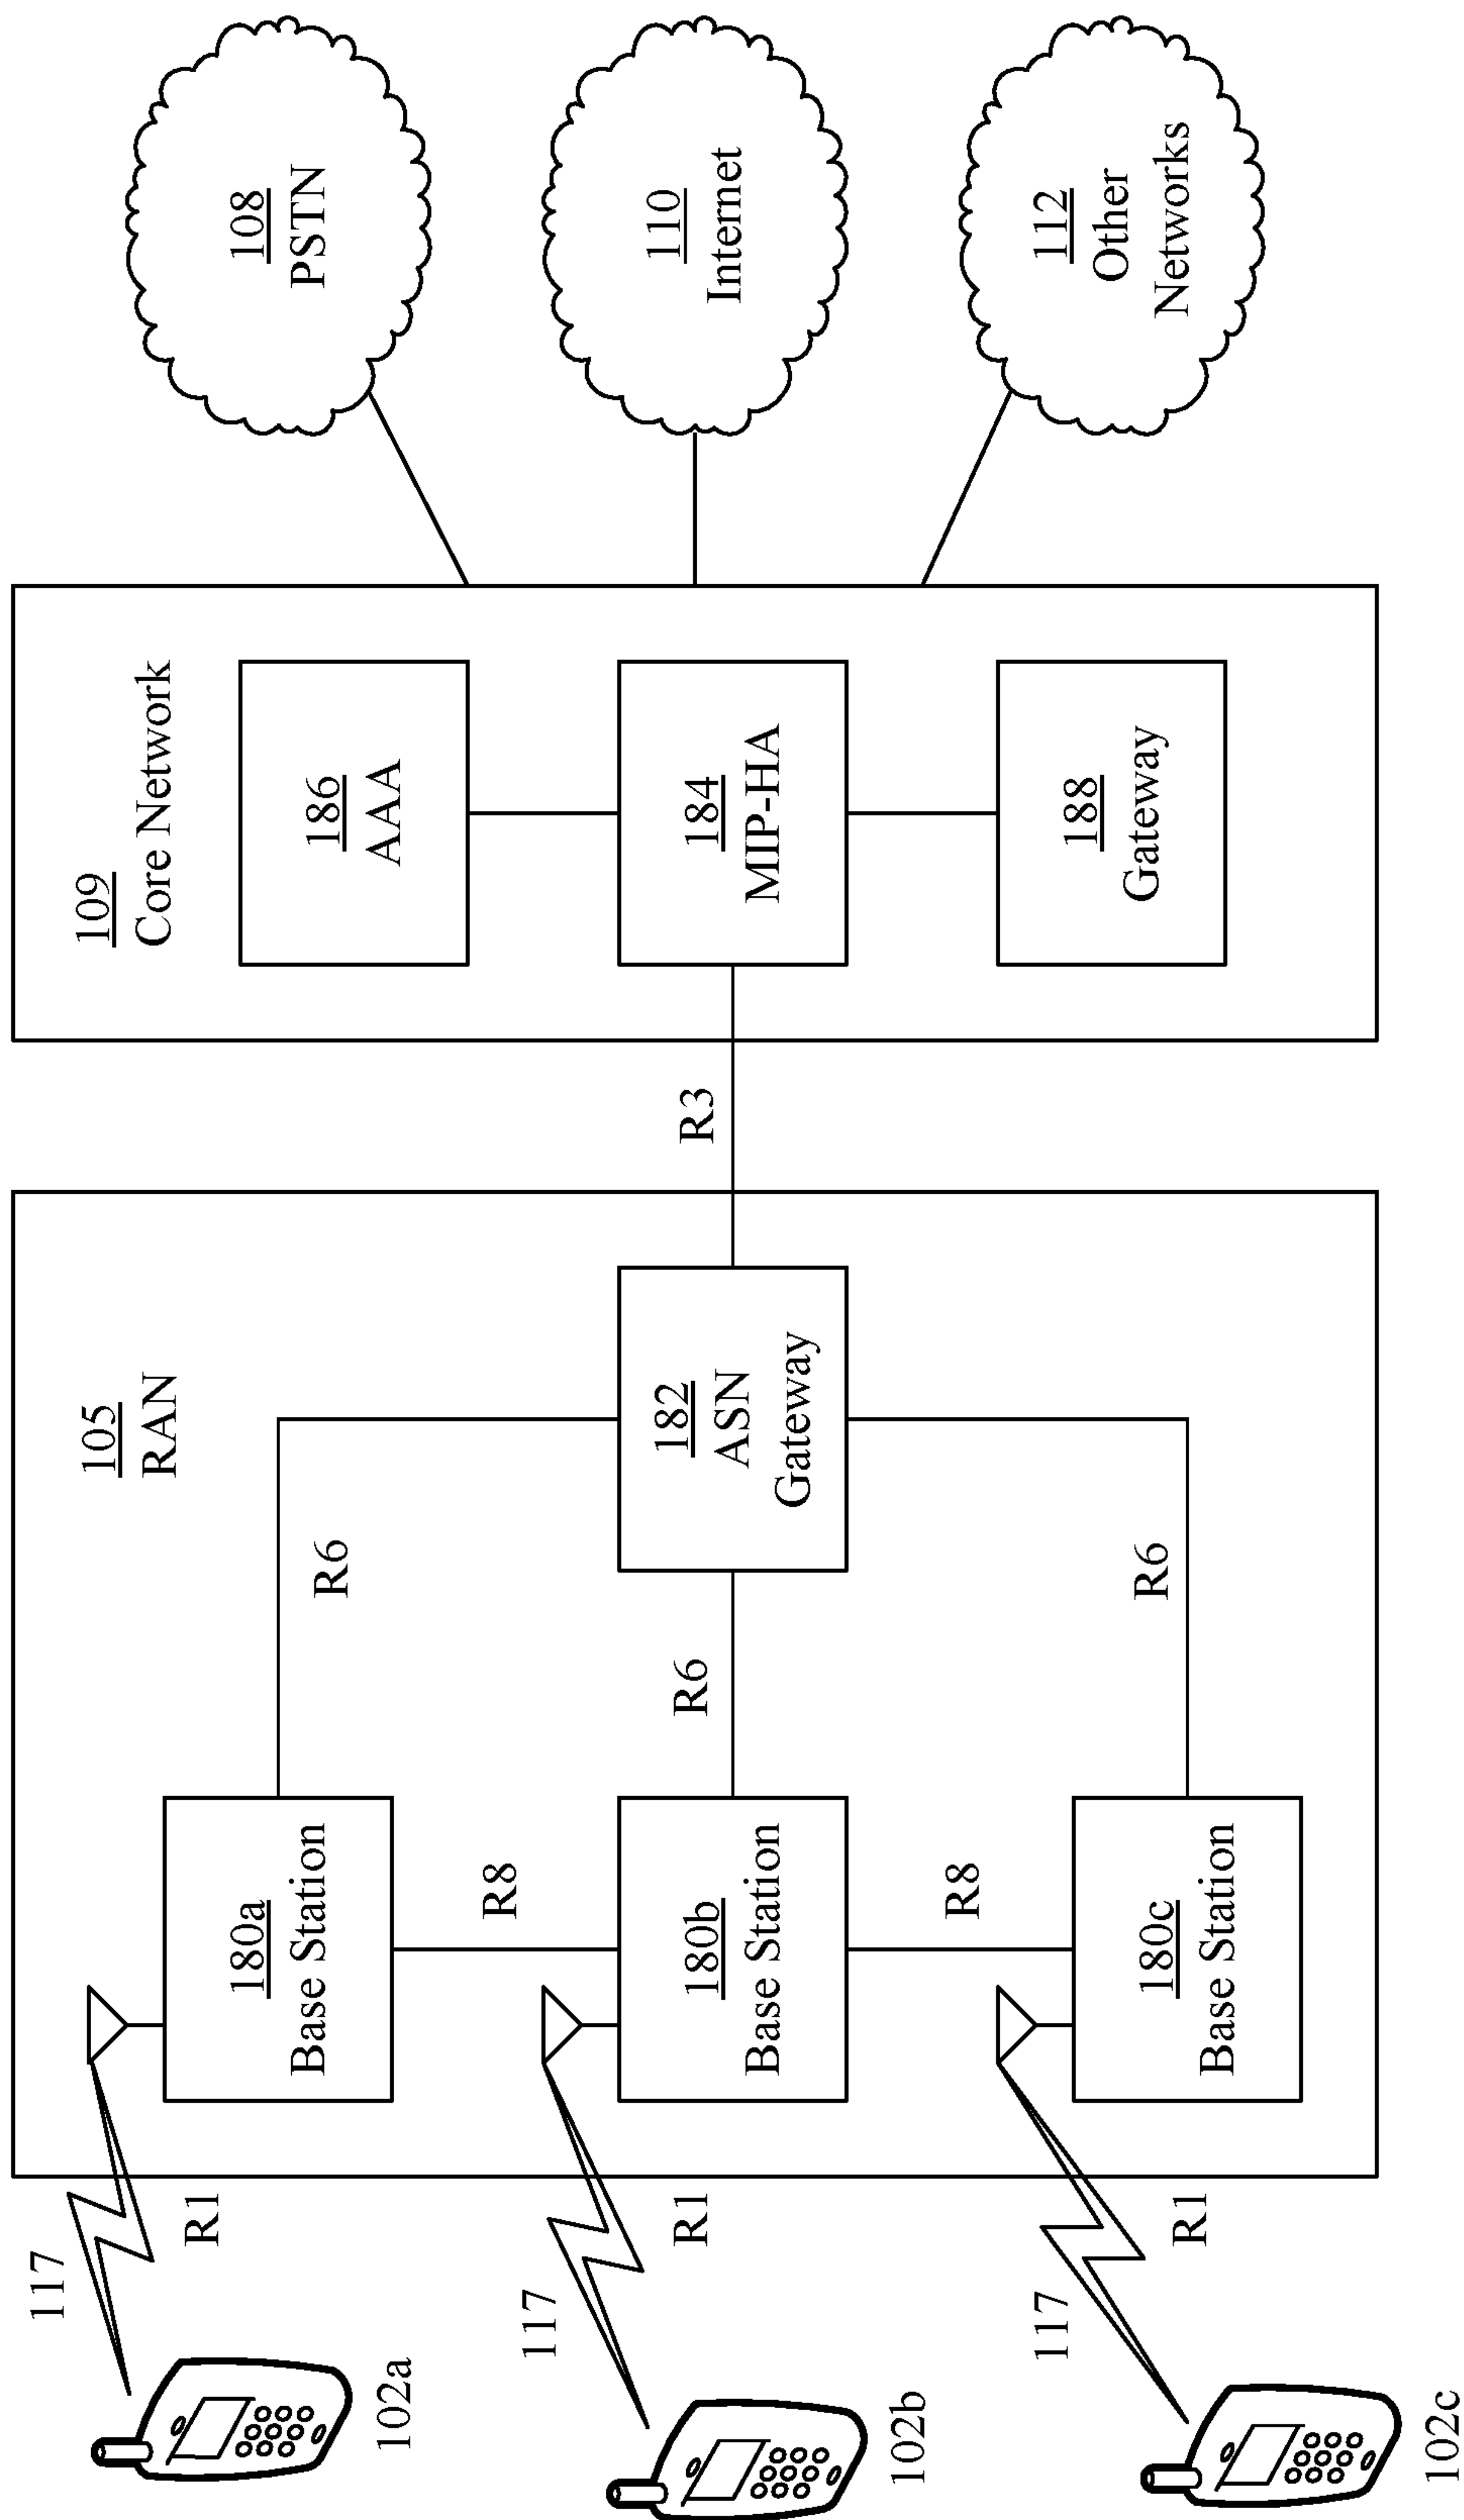 117
R1
102a
117
R1
102b
117
R1
102c
105
RAN
180a
Base Station
R8
180b
Base Station
R8
180c
Base Station
R6
R6
R6
182
ASN
Gateway
R3
109
Core Network
186
AAA
184
MIP-HA
188
Gateway
108
PSTN
110
Internet
112
Other
Networks